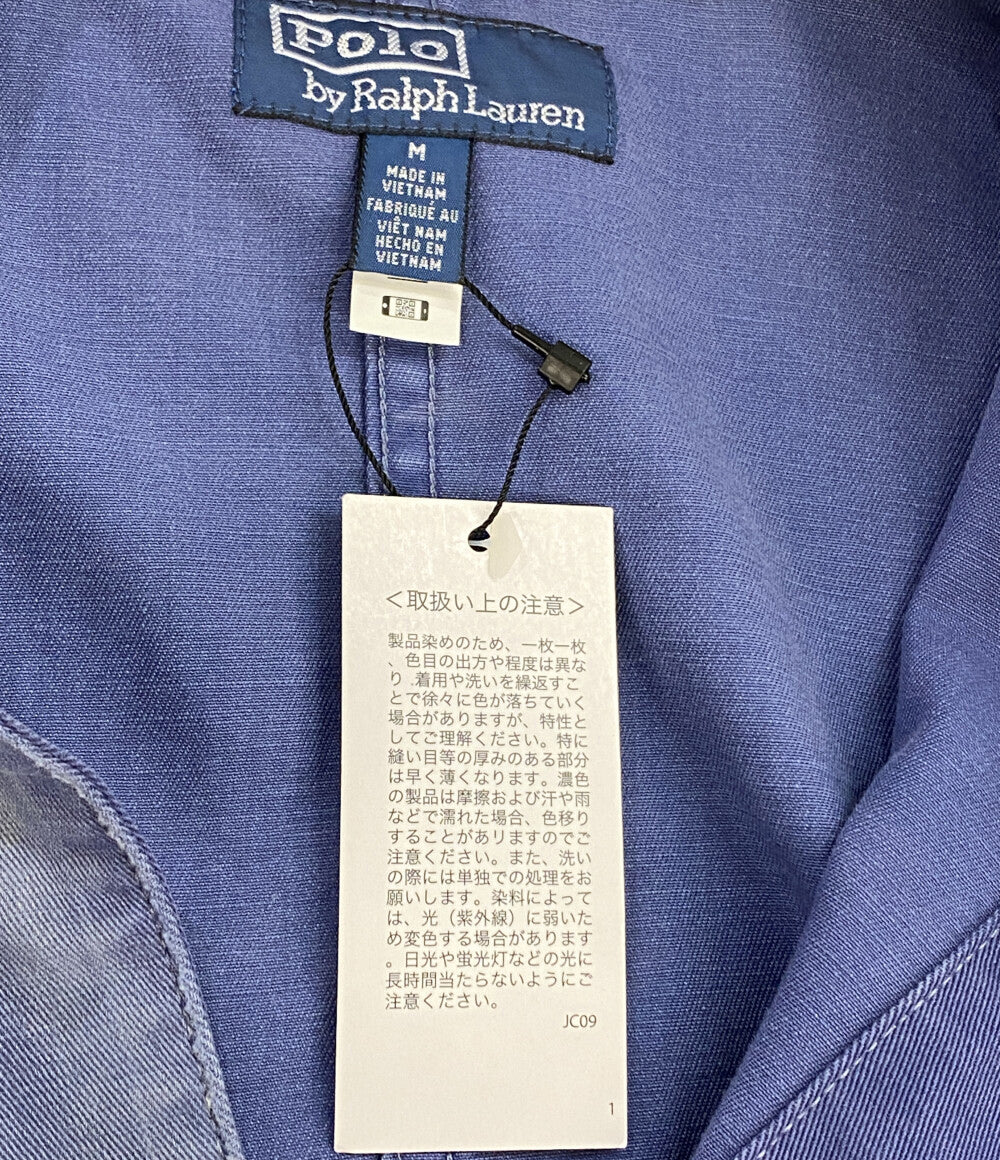 Polo
by Ralph Lauren
M
MADE IN
VIETNAM
FABRIQUÉ AU
VIÊT NAM
HECHO EN
VIETNAM
＜取扱い上の注意＞
製品染めのため、一枚一枚
、色目の出方や程度は異な
り .着用や洗いを繰返すこ
とで徐々に色が落ちていく
場合がありますが、特性と
してご理解ください。特に
縫い目等の厚みのある部分
は早く薄くなります。濃色
の製品は摩擦および汗や雨
などで濡れた場合、色移り
することがありますのでご
注意ください。また、洗い
の際には単独での処理をお
願いします。染料によって
は、光（紫外線）に弱いた
め変色する場合があります
。日光や蛍光灯などの光に
長時間当たらないようにご
注意ください。
JC09
1